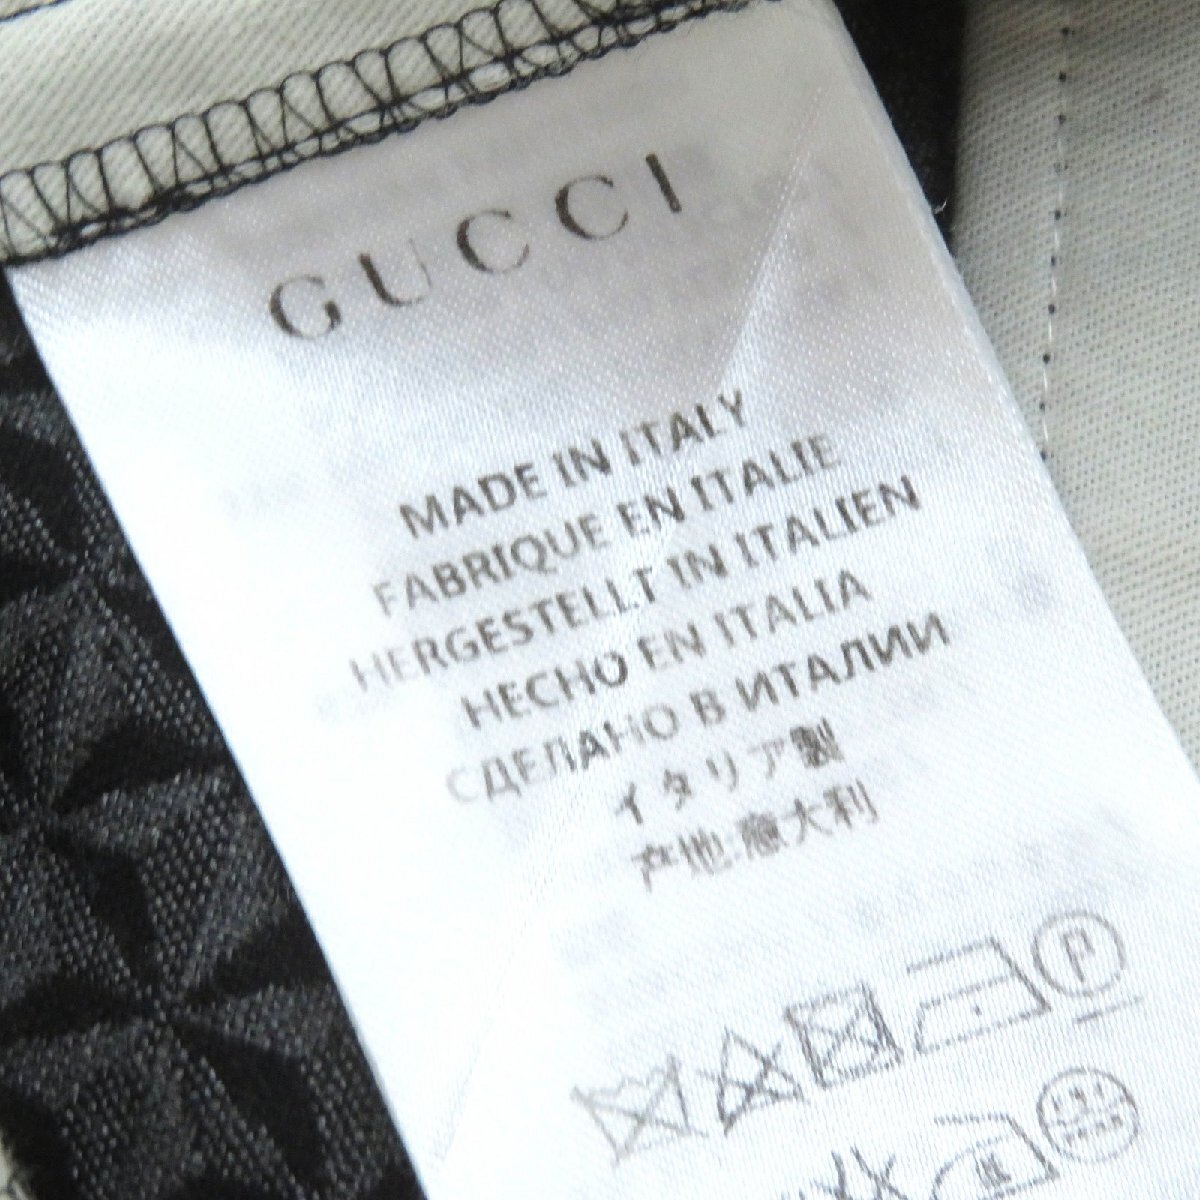 GUCCI
MADE IN ITALY
FABRIQUE EN ITALIE
HERGESTELLT IN ITALIEN
HECHO EN ITALIA
СДЕЛАНО В ИТАЛИИ
イタリア製
产地:意大利
P